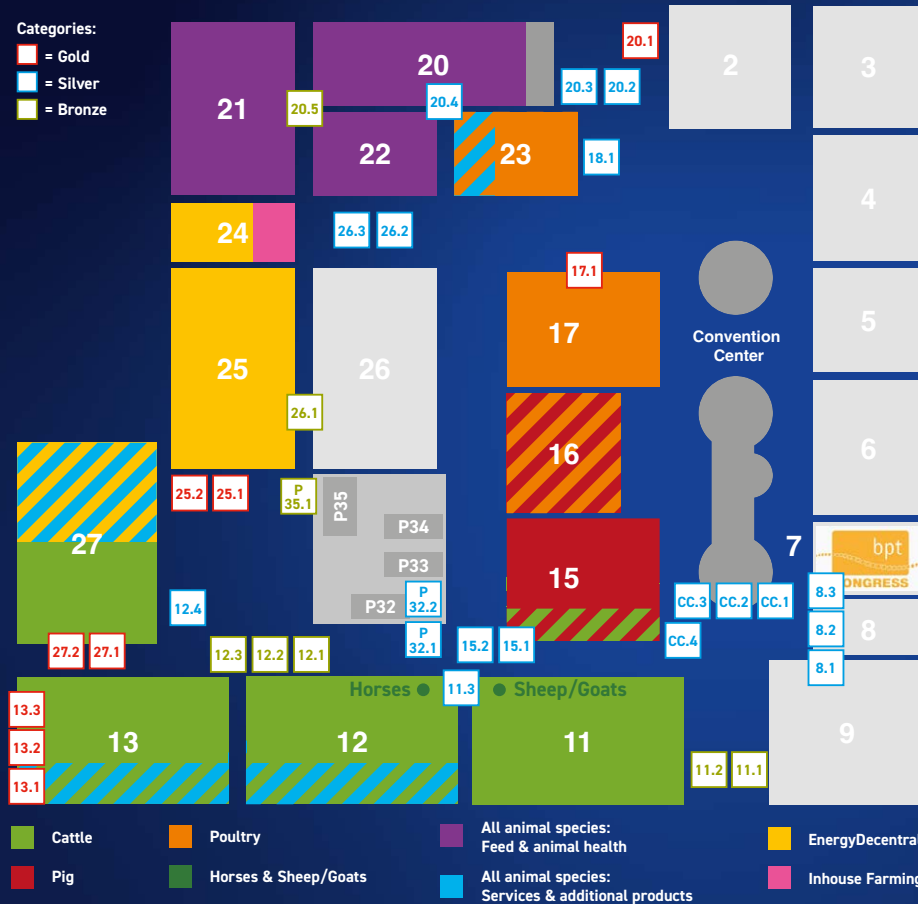 Categories:
= Gold
= Silver
= Bronze
20
20.1
2
3
21
20.5
20.4
20.3
20.2
22
23
18.1
4
24
26.3
26.2
17.1
Convention
Center
5
17
25
26
26.1
6
16
25.2
25.1
P
35.1
P35
P34
27
7
bpt
ONGRESS
P33
15
12.4
P32
P
32.2
CC.3
CC.2
CC.1
8.3
8
8.2
27.2
27.1
12.3
12.2
12.1
P
32.1
15.2
15.1
CC.4
8.1
Horses
11.3
Sheep/Goats
13.3
13.2
13.1
13
12
11
11.2
11.1
9
Cattle
Poultry
All animal species:
Feed & animal health
EnergyDecentral
Pig
Horses & Sheep/Goats
All animal species:
Services & additional products
Inhouse Farming